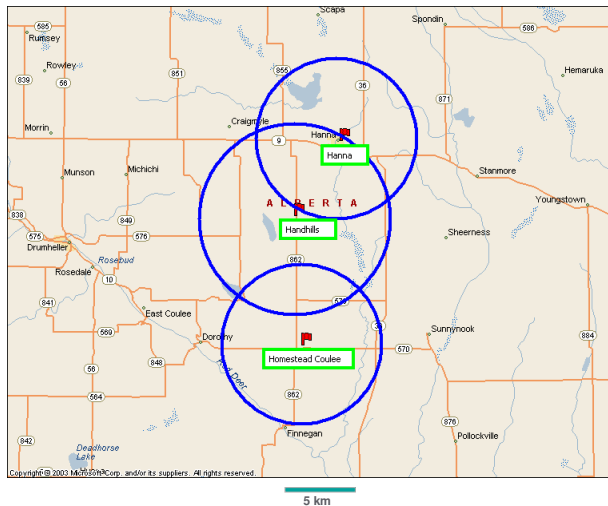 Scapa
Spondin
585
586
Rumsey
56
36
Rowley
839
851
855
Hemaruka
871
Craigmyle
Morrin
9
Hanna
Hanna
Munson
Michichi
Stanmore
Youngstown
ALBERTA
838
849
Handhills
575
576
Sheerness
Drumheller
Rosebud
862
Rosedale
10
841
East Coulee
569
Dorothy
Sunnynook
884
570
Homestead Coulee
848
56
Red Deer
564
862
876
Finnegan
842
Pollockville
Deadhorse
Lake
Copyright © 2003 Microsoft Corp. and/or its suppliers. All rights reserved.
5 km